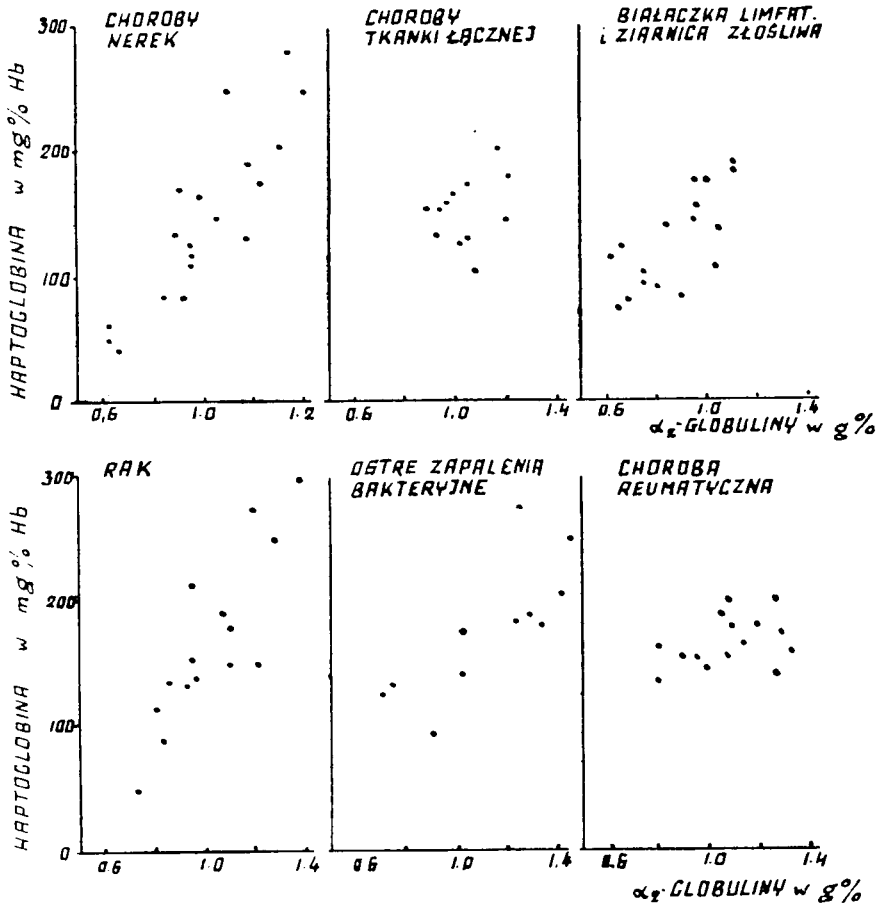 CHOROBY
NEREK
CHOROBY
TKANKI ŁĄCZNEJ
BIAŁACZKA LIMFAT.
i ZIARNICA ZŁOŚLIWA
HAPTOGLOBINA w mg% Hb
300
200
100
0
0,6 1.0 1.2
0.6 1.0 1.4
0.6 1.0 1.4
α₂-GLOBULINY w g%
RAK
OSTRE ZAPALENIA
BAKTERYJNE
CHOROBA
REUMATYCZNA
HAPTOGLOBINA w mg% Hb
300
200
100
0
0.6 1.0 1.4
0.6 1.0 1.4
0.6 1.0 1.4
α₂-GLOBULINY w g%